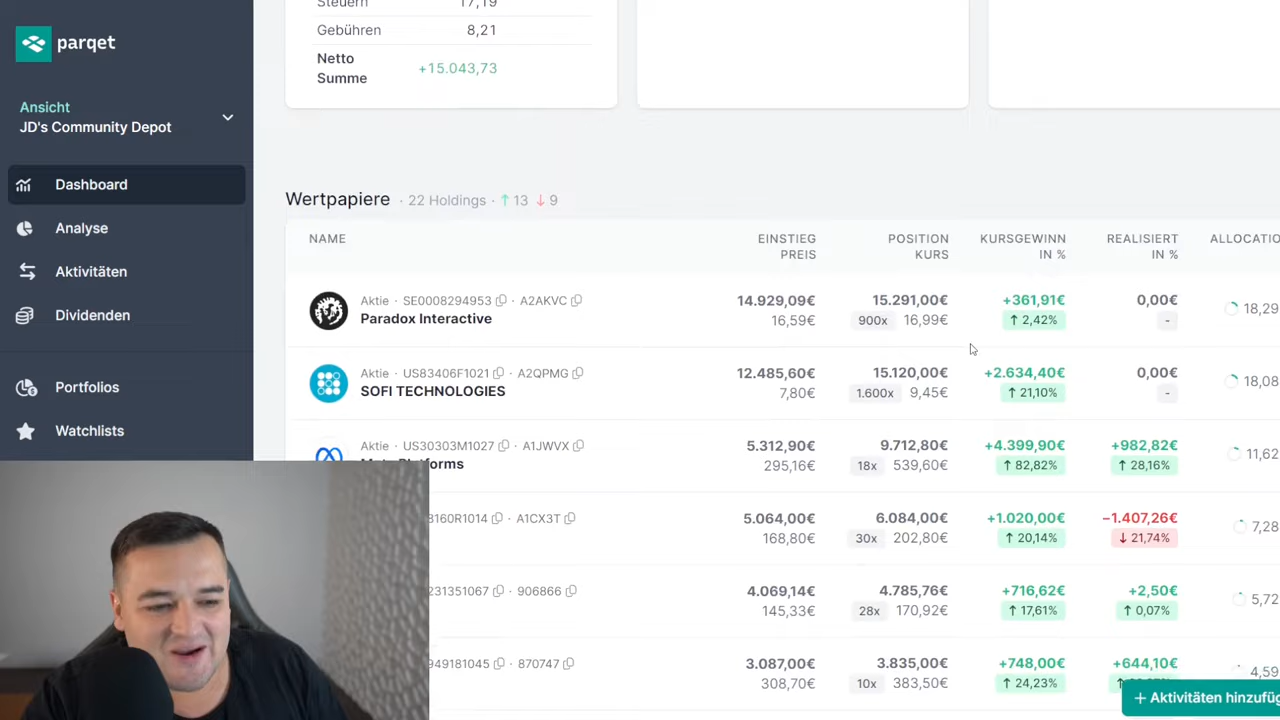 Steuern 17,19
Gebühren 8,21
Netto Summe +15.043,73
parqet
Ansicht
JD's Community Depot
Dashboard
Analyse
Aktivitäten
Dividenden
Portfolios
Watchlists
Wertpapiere · 22 Holdings · ↑ 13 ↓ 9
NAME EINSTIEG PREIS POSITION KURS KURSGEWINN IN % REALISIERT IN % ALLOCATIO
Aktie · SE0008294953 · A2AKVC 14.929,09€ 15.291,00€ +361,91€ 0,00€
Paradox Interactive 16,59€ 900x 16,99€ ↑ 2,42% - 18,29
Aktie · US83406F1021 · A2QPMG 12.485,60€ 15.120,00€ +2.634,40€ 0,00€
SOFI TECHNOLOGIES 7,80€ 1.600x 9,45€ ↑ 21,10% - 18,08
Aktie · US30303M1027 · A1JWVX 5.312,90€ 9.712,80€ +4.399,90€ +982,82€
Platforms 295,16€ 18x 539,60€ ↑ 82,82% ↑ 28,16% 11,62
8160R1014 · A1CX3T 5.064,00€ 6.084,00€ +1.020,00€ −1.407,26€
168,80€ 30x 202,80€ ↑ 20,14% ↓ 21,74% 7,28
231351067 · 906866 4.069,14€ 4.785,76€ +716,62€ +2,50€
145,33€ 28x 170,92€ ↑ 17,61% ↑ 0,07% 5,72
949181045 · 870747 3.087,00€ 3.835,00€ +748,00€ +644,10€
308,70€ 10x 383,50€ ↑ 24,23% 4,59
+ Aktivitäten hinzufüg